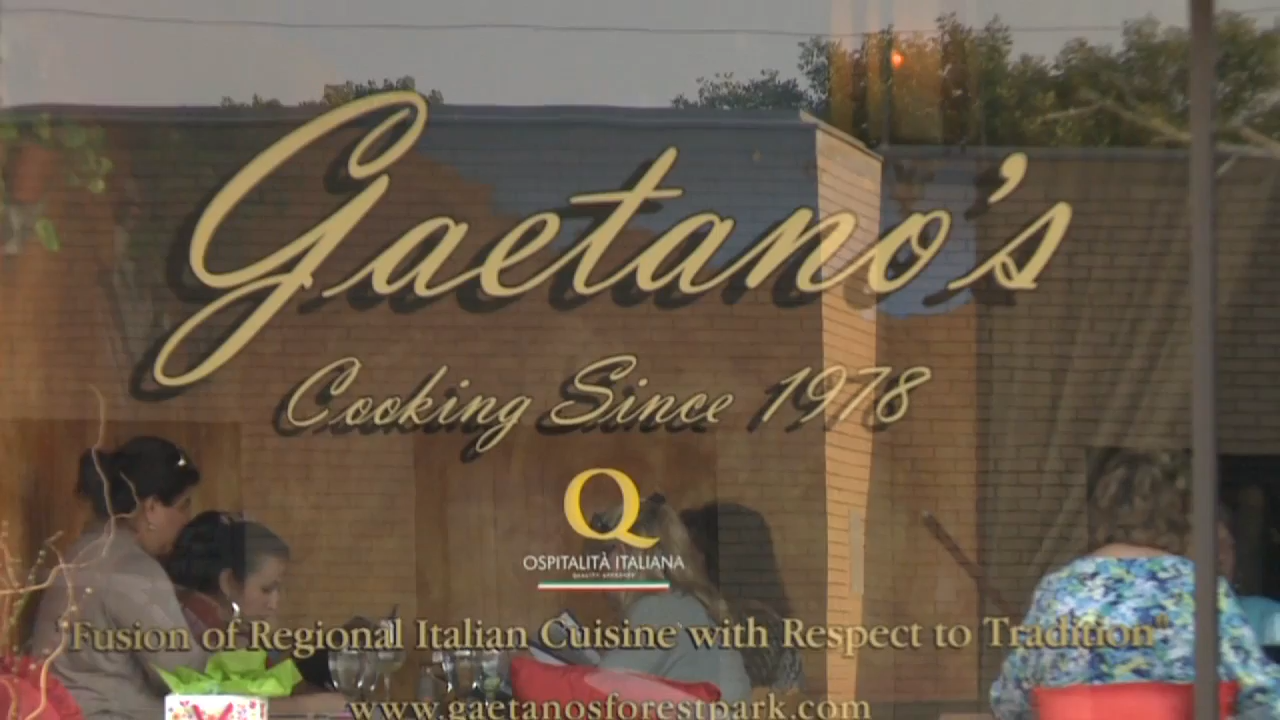 Gaetano's
Cooking Since 1978
Q
OSPITALITÀ ITALIANA
"Fusion of Regional Italian Cuisine with Respect to Tradition"
www.gaetanosforestpark.com